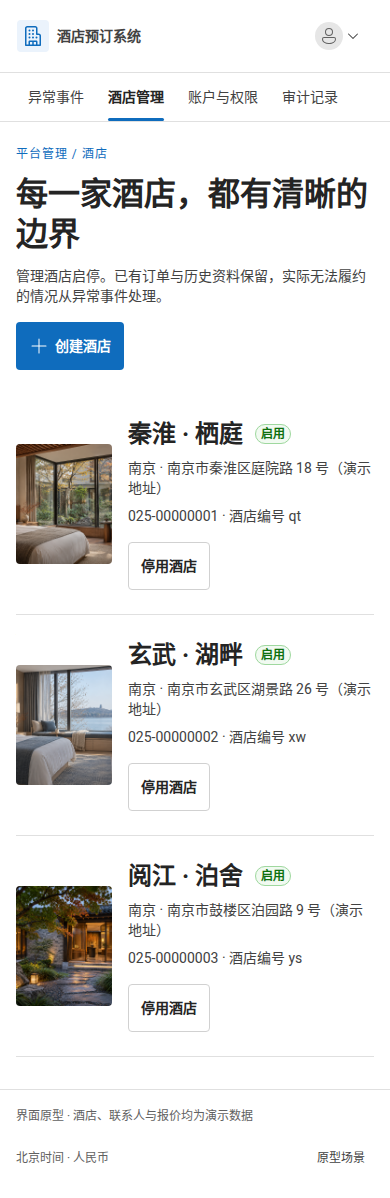 酒店预订系统
异常事件 酒店管理 账户与权限 审计记录
平台管理 / 酒店
每一家酒店，都有清晰的
边界
管理酒店启停。已有订单与历史资料保留，实际无法履约
的情况从异常事件处理。
创建酒店
秦淮 · 栖庭 启用
南京 · 南京市秦淮区庭院路 18 号（演示
地址）
025-00000001 · 酒店编号 qt
停用酒店
玄武 · 湖畔 启用
南京 · 南京市玄武区湖景路 26 号（演示
地址）
025-00000002 · 酒店编号 xw
停用酒店
阅江 · 泊舍 启用
南京 · 南京市鼓楼区泊园路 9 号（演示
地址）
025-00000003 · 酒店编号 ys
停用酒店
界面原型 · 酒店、联系人与报价均为演示数据
北京时间 · 人民币 原型场景